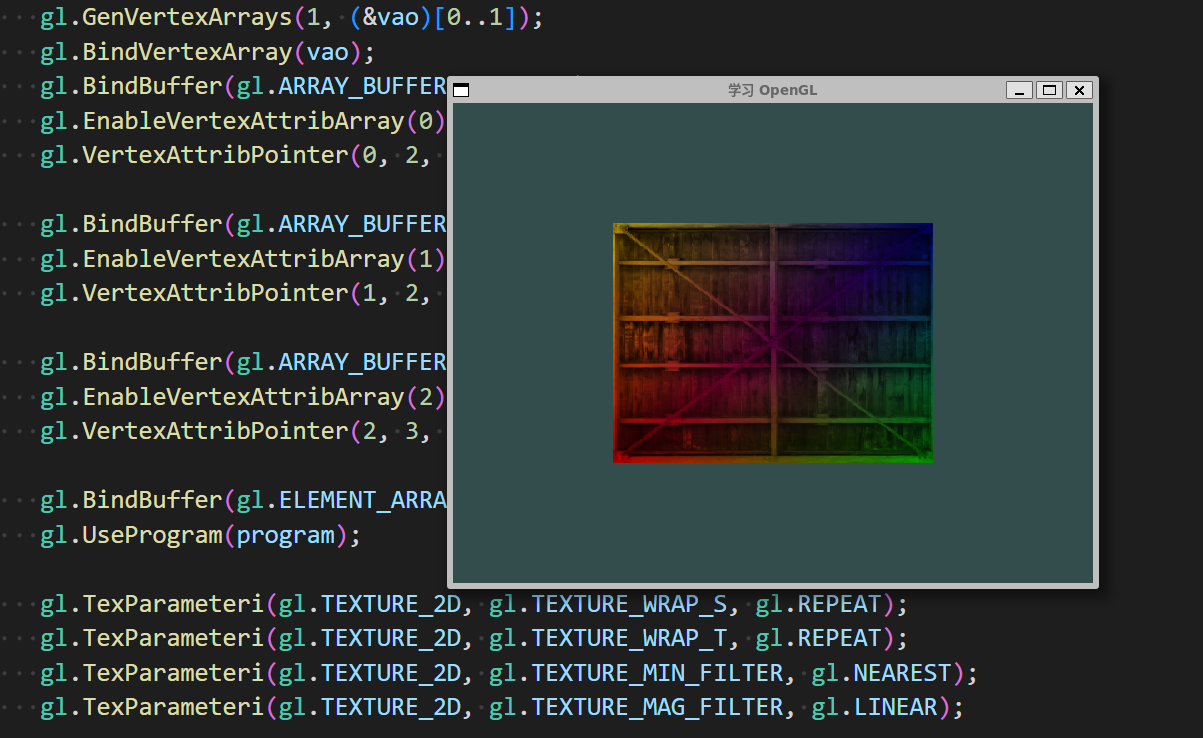 gl.GenVertexArrays(1, (&vao)[0..1]);
gl.BindVertexArray(vao);
gl.BindBuffer(gl.ARRAY_BUFFER
gl.EnableVertexAttribArray(0)
gl.VertexAttribPointer(0, 2,
gl.BindBuffer(gl.ARRAY_BUFFER
gl.EnableVertexAttribArray(1)
gl.VertexAttribPointer(1, 2,
gl.BindBuffer(gl.ARRAY_BUFFER
gl.EnableVertexAttribArray(2)
gl.VertexAttribPointer(2, 3,
gl.BindBuffer(gl.ELEMENT_ARRA
gl.UseProgram(program);
gl.TexParameteri(gl.TEXTURE_2D, gl.TEXTURE_WRAP_S, gl.REPEAT);
gl.TexParameteri(gl.TEXTURE_2D, gl.TEXTURE_WRAP_T, gl.REPEAT);
gl.TexParameteri(gl.TEXTURE_2D, gl.TEXTURE_MIN_FILTER, gl.NEAREST);
gl.TexParameteri(gl.TEXTURE_2D, gl.TEXTURE_MAG_FILTER, gl.LINEAR);
学习 OpenGL